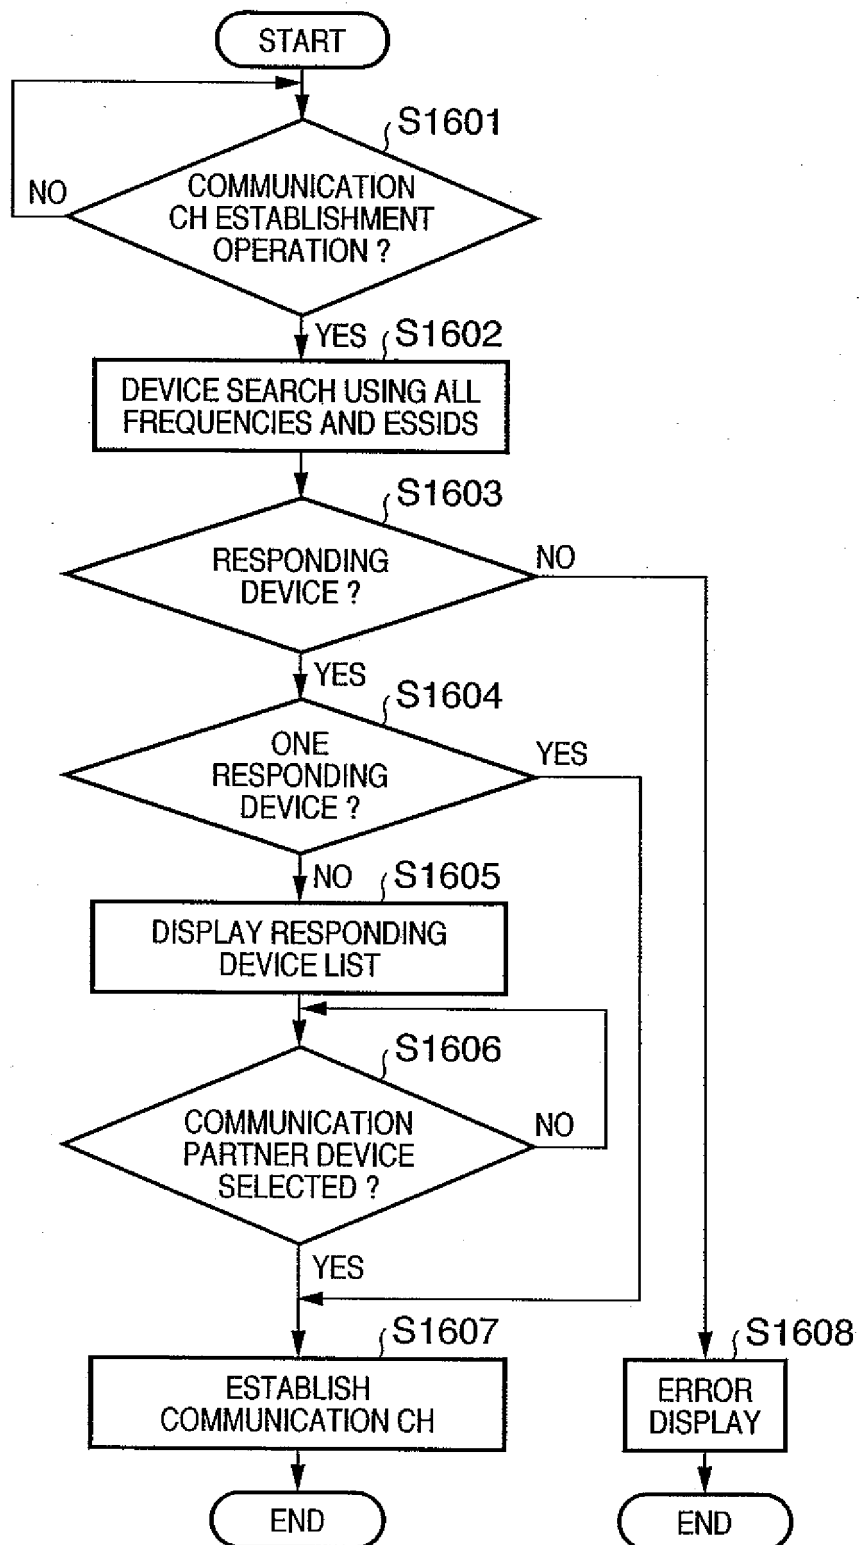 START
S1601
NO
COMMUNICATION
CH ESTABLISHMENT
OPERATION ?
YES
S1602
DEVICE SEARCH USING ALL
FREQUENCIES AND ESSIDS
S1603
RESPONDING
DEVICE ?
NO
YES
S1604
ONE
RESPONDING
DEVICE ?
YES
NO
S1605
DISPLAY RESPONDING
DEVICE LIST
S1606
COMMUNICATION
PARTNER DEVICE
SELECTED ?
NO
YES
S1607
ESTABLISH
COMMUNICATION CH
S1608
ERROR
DISPLAY
END
END